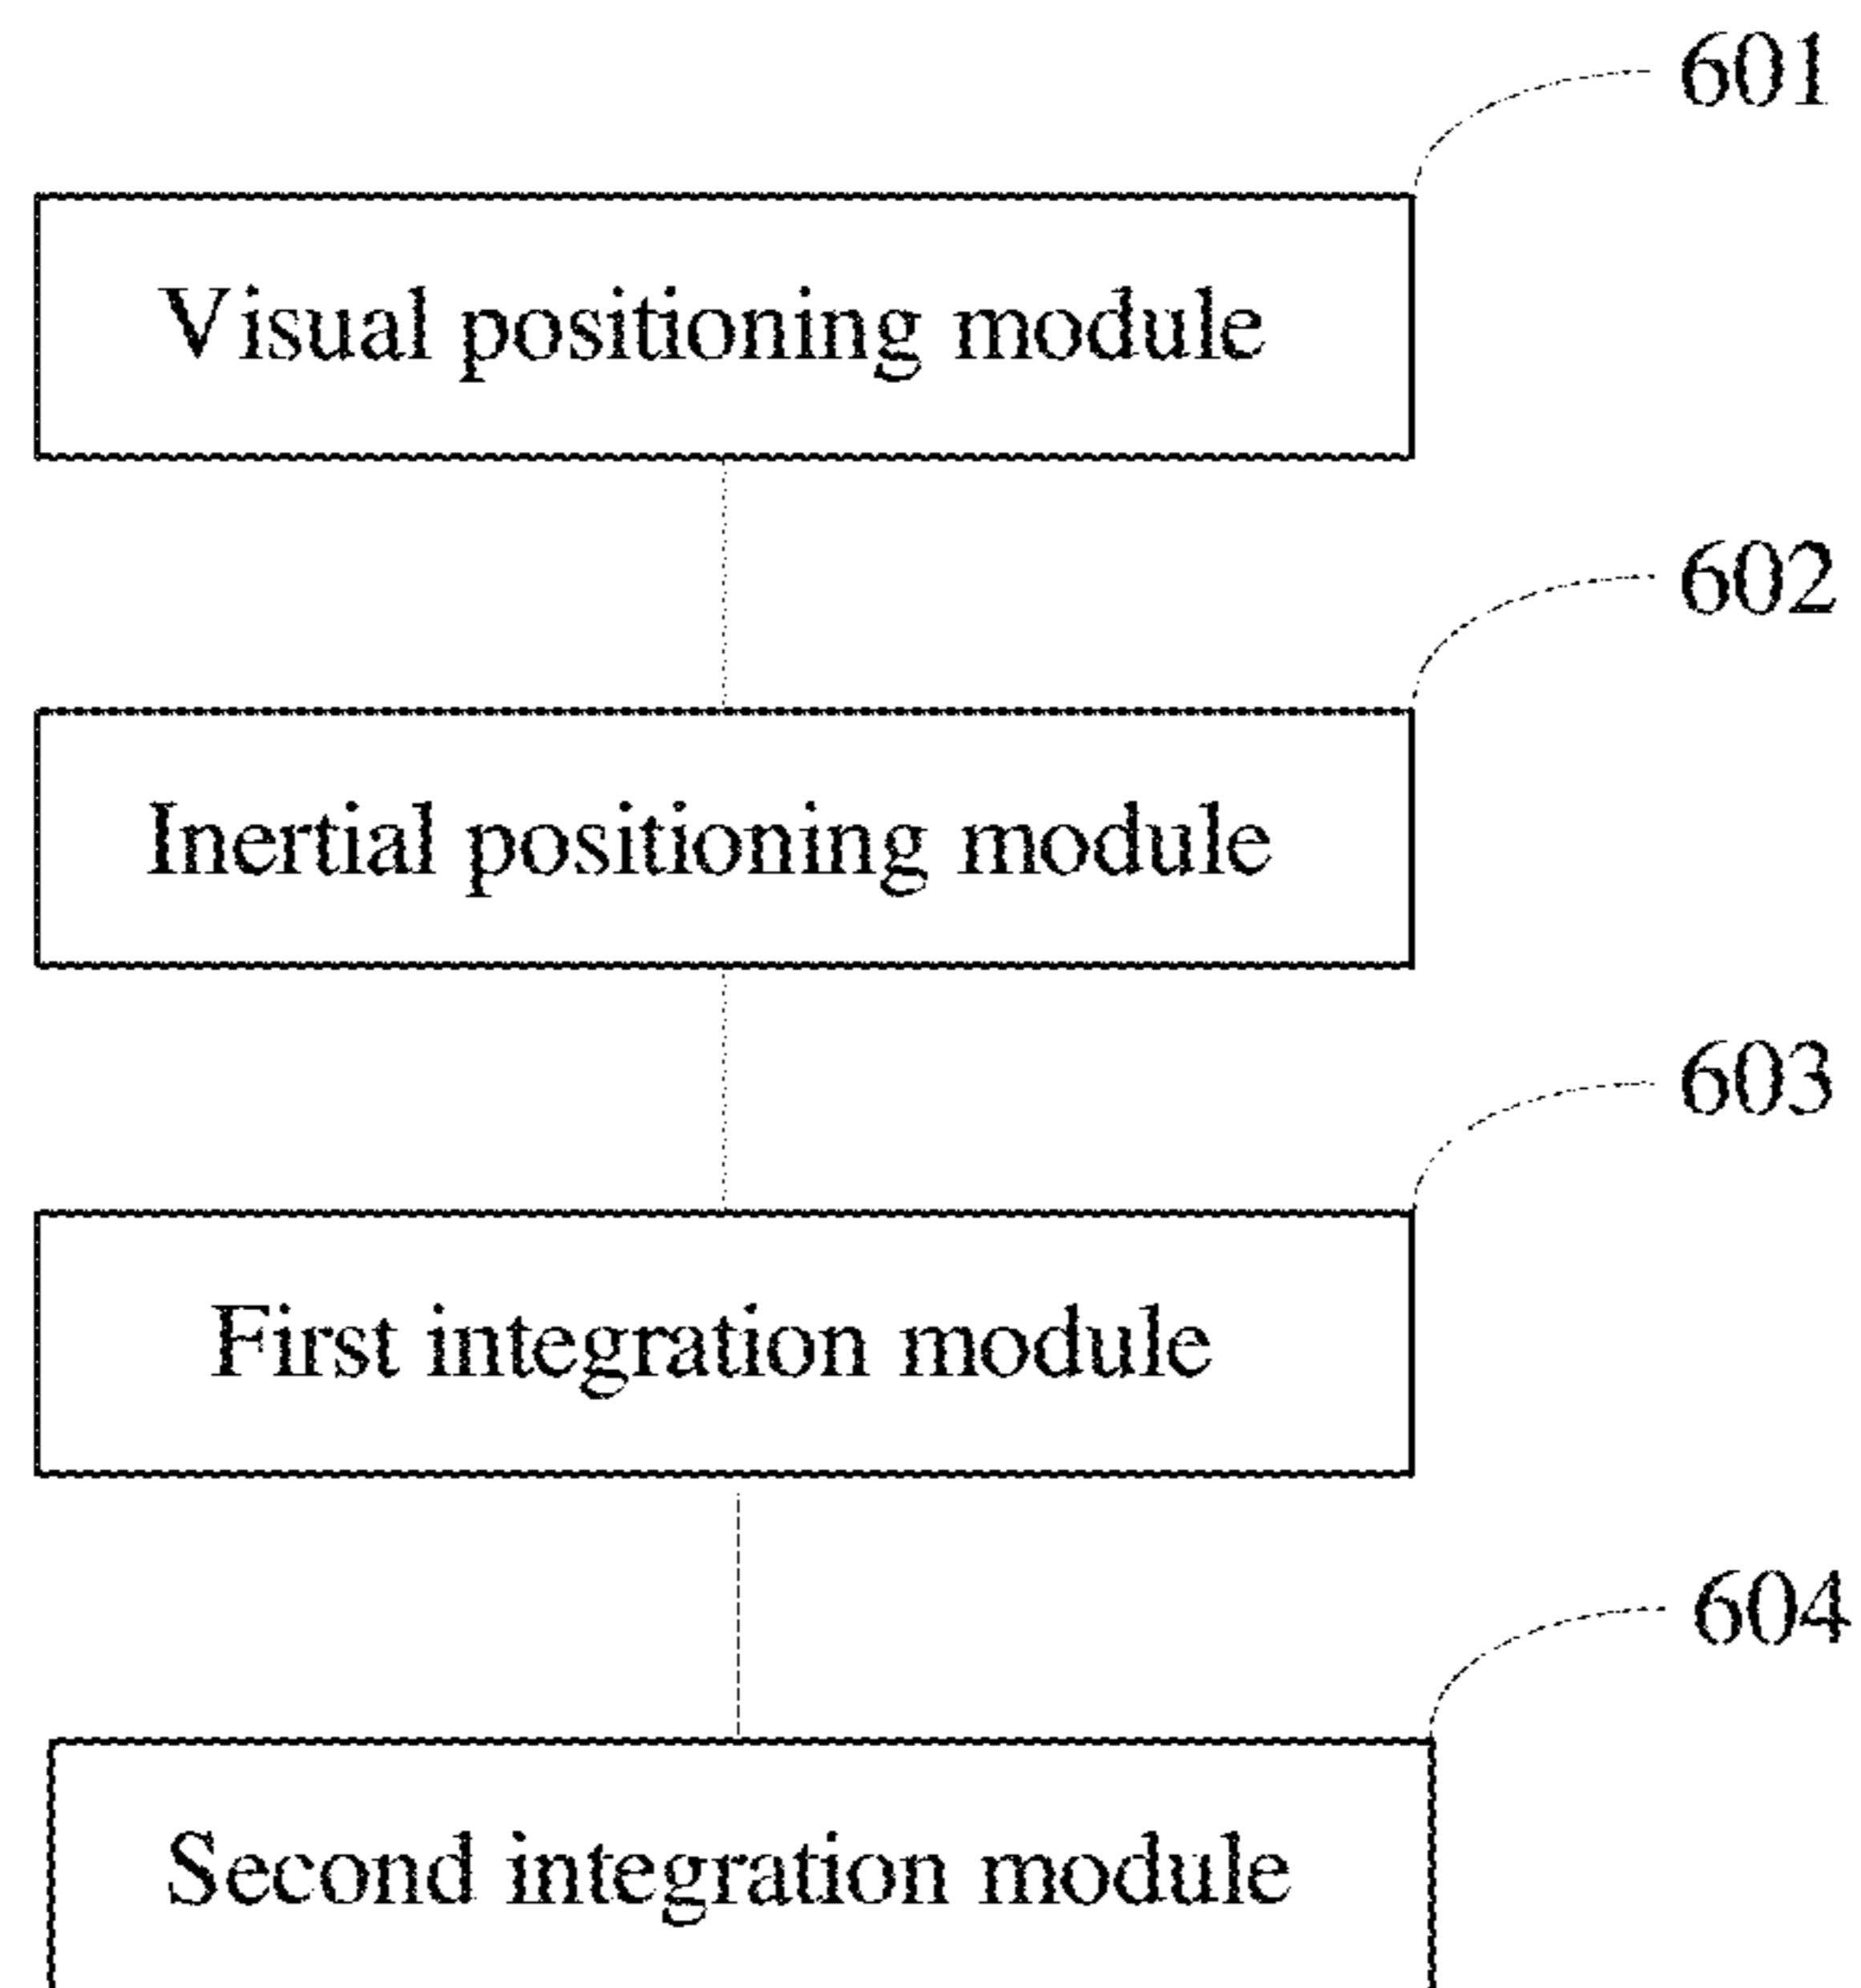 601
Visual positioning module
602
Inertial positioning module
603
First integration module
604
Second integration module